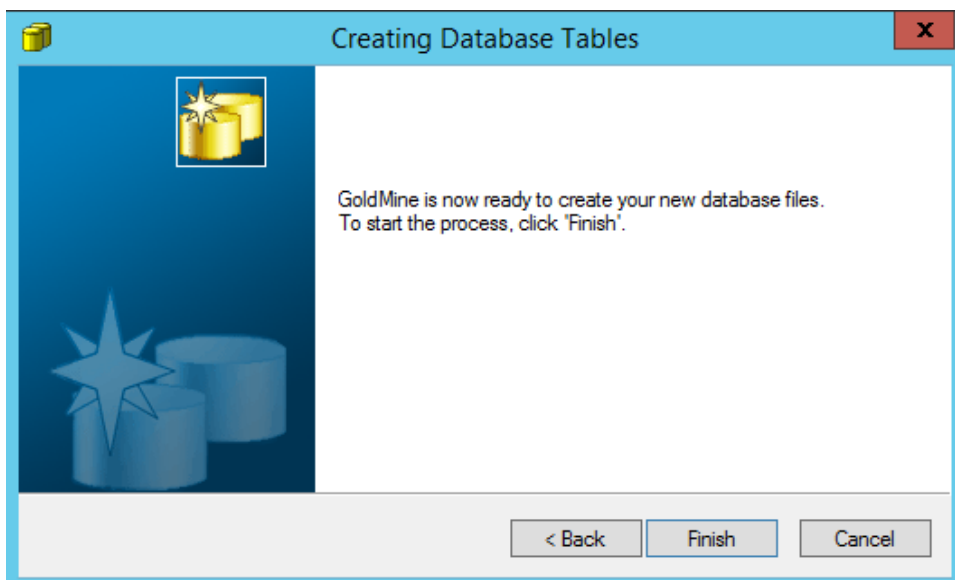 Creating Database Tables
x
GoldMine is now ready to create your new database files.
To start the process, click 'Finish'.
< Back
Finish
Cancel